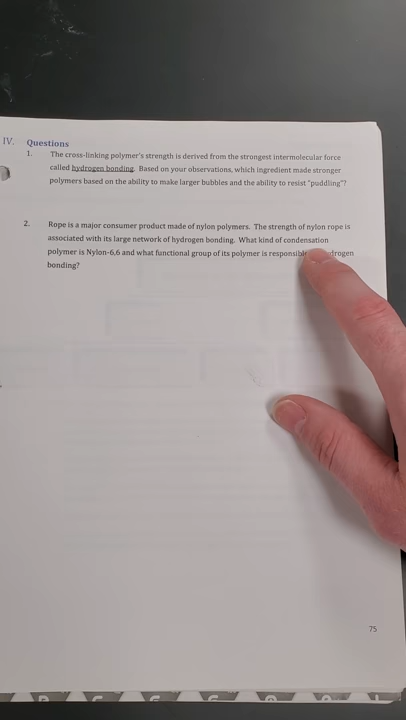 IV. Questions
1. The cross-linking polymer's strength is derived from the strongest intermolecular force
called hydrogen bonding. Based on your observations, which ingredient made stronger
polymers based on the ability to make larger bubbles and the ability to resist "puddling"?
2. Rope is a major consumer product made of nylon polymers. The strength of nylon rope is
associated with its large network of hydrogen bonding. What kind of condensation
polymer is Nylon-6,6 and what functional group of its polymer is
bonding?
75